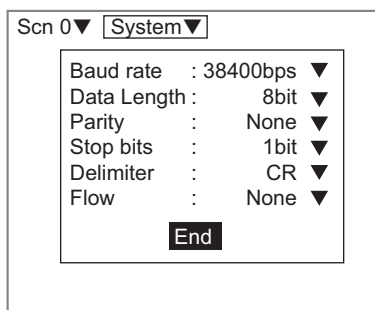 Scn 0▼ System▼
Baud rate : 38400bps ▼
Data Length : 8bit ▼
Parity : None ▼
Stop bits : 1bit ▼
Delimiter : CR ▼
Flow : None ▼
End